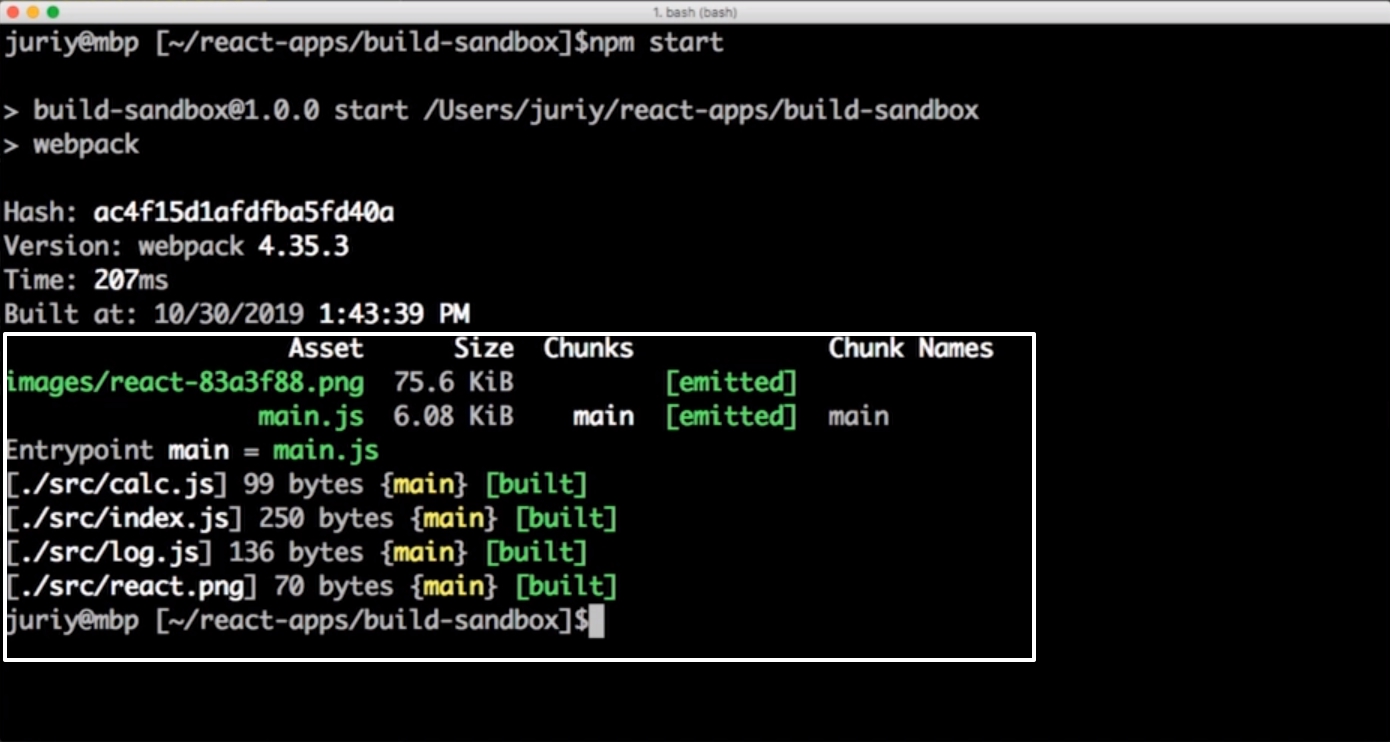 1. bash (bash)
juriy@mbp [~/react-apps/build-sandbox]$npm start
> build-sandbox@1.0.0 start /Users/juriy/react-apps/build-sandbox
> webpack
Hash: ac4f15d1afdfba5fd40a
Version: webpack 4.35.3
Time: 207ms
Built at: 10/30/2019 1:43:39 PM
Asset Size Chunks Chunk Names
images/react-83a3f88.png 75.6 KiB [emitted]
main.js 6.08 KiB main [emitted] main
Entrypoint main = main.js
[./src/calc.js] 99 bytes {main} [built]
[./src/index.js] 250 bytes {main} [built]
[./src/log.js] 136 bytes {main} [built]
[./src/react.png] 70 bytes {main} [built]
juriy@mbp [~/react-apps/build-sandbox]$